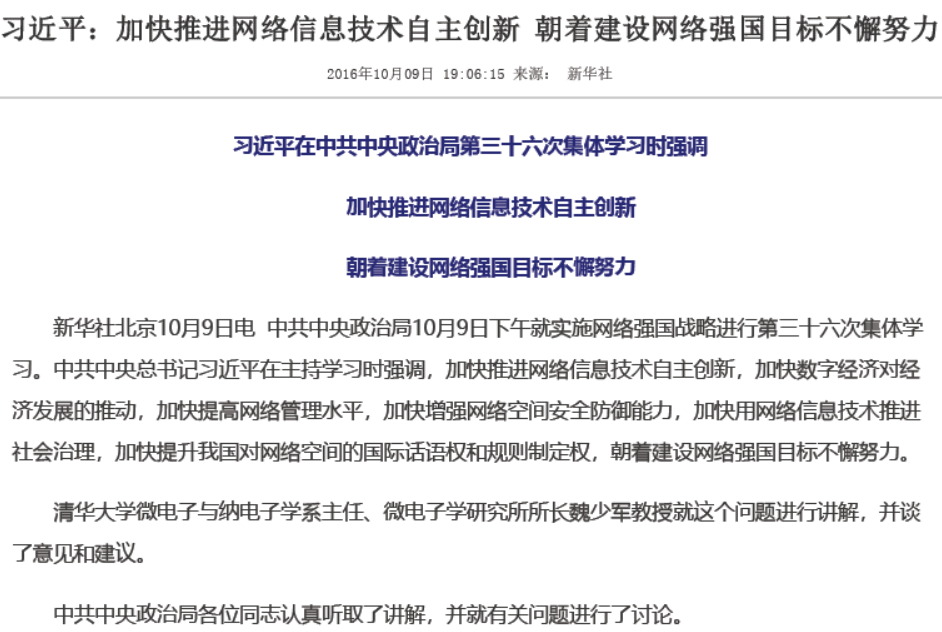 习近平：加快推进网络信息技术自主创新 朝着建设网络强国目标不懈努力
2016年10月09日 19:06:15 来源： 新华社
习近平在中共中央政治局第三十六次集体学习时强调
加快推进网络信息技术自主创新
朝着建设网络强国目标不懈努力
新华社北京10月9日电 中共中央政治局10月9日下午就实施网络强国战略进行第三十六次集体学
习。中共中央总书记习近平在主持学习时强调，加快推进网络信息技术自主创新，加快数字经济对经
济发展的推动，加快提高网络管理水平，加快增强网络空间安全防御能力，加快用网络信息技术推进
社会治理，加快提升我国对网络空间的国际话语权和规则制定权，朝着建设网络强国目标不懈努力。
清华大学微电子与纳电子学系主任、微电子学研究所所长魏少军教授就这个问题进行讲解，并谈
了意见和建议。
中共中央政治局各位同志认真听取了讲解，并就有关问题进行了讨论。